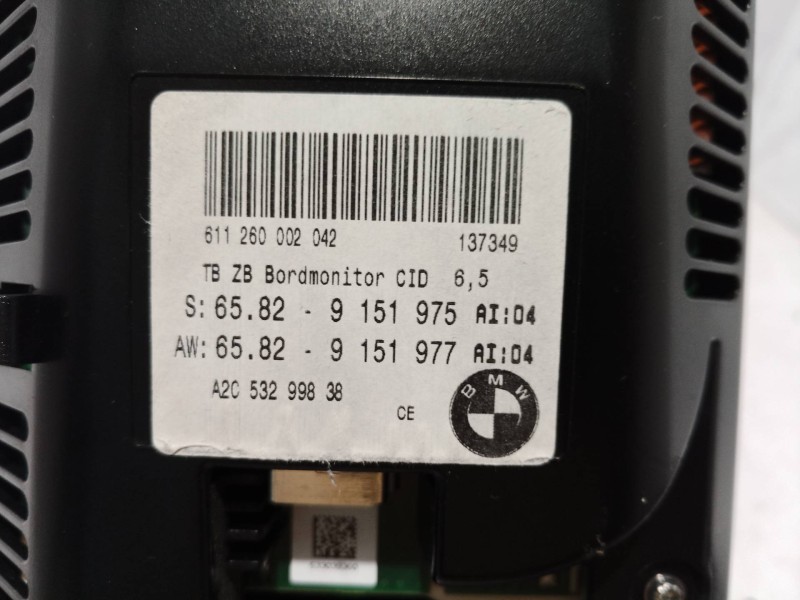 611 260 002 042 137349
TB ZB Bordmonitor CID 6,5
S: 65.82 - 9 151 975 AI:04
AW: 65.82 - 9 151 977 AI:04
A2C 532 998 38
CE
BMW